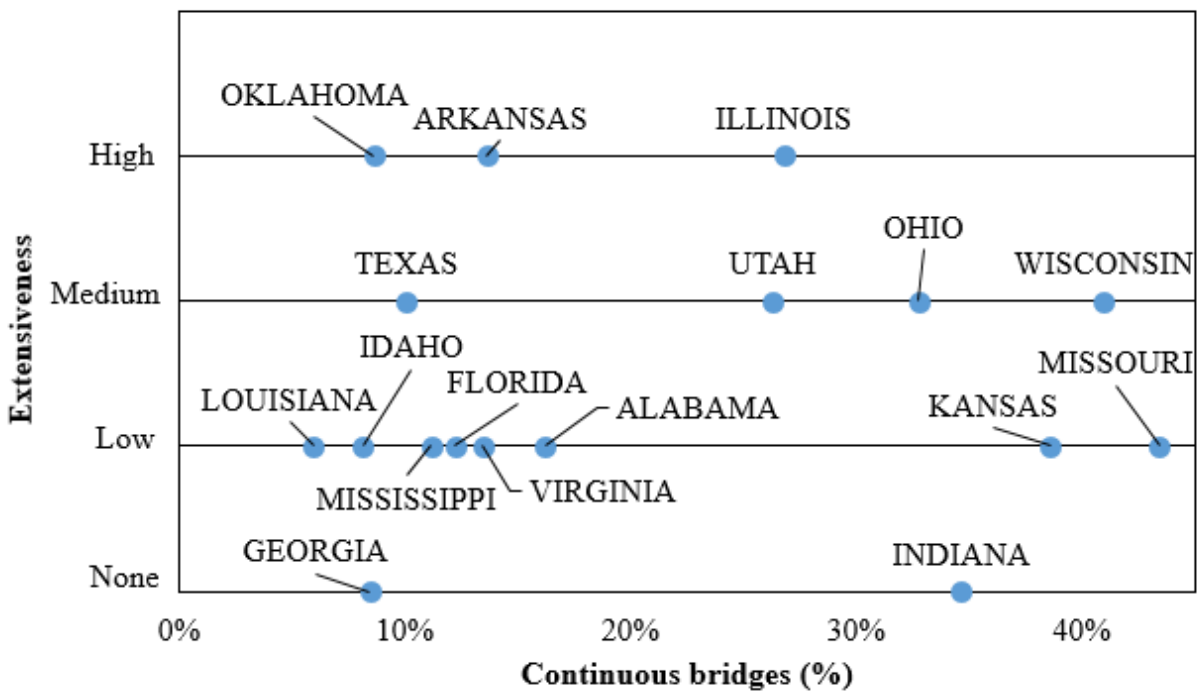 OKLAHOMA
ARKANSAS
ILLINOIS
High
OHIO
TEXAS
UTAH
WISCONSIN
Medium
IDAHO
MISSOURI
FLORIDA
LOUISIANA
ALABAMA
KANSAS
Low
MISSISSIPPI
VIRGINIA
GEORGIA
INDIANA
None
Extensiveness
0%
10%
20%
30%
40%
Continuous bridges (%)